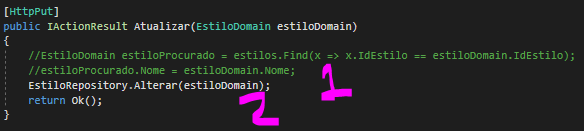 [HttpPut]
public IActionResult Atualizar(EstiloDomain estiloDomain)
{
//EstiloDomain estiloProcurado = estilos.Find(x => x.IdEstilo == estiloDomain.IdEstilo);
//estiloProcurado.Nome = estiloDomain.Nome;
1
EstiloRepository.Alterar(estiloDomain);
2
return Ok();
}